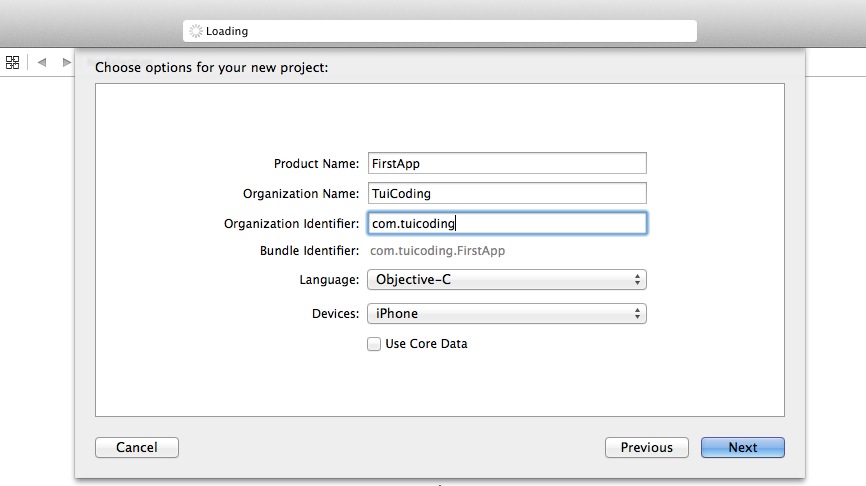 Loading
Choose options for your new project:
Product Name: FirstApp
Organization Name: TuiCoding
Organization Identifier: com.tuicoding
Bundle Identifier: com.tuicoding.FirstApp
Language: Objective-C
Devices: iPhone
Use Core Data
Cancel Previous Next